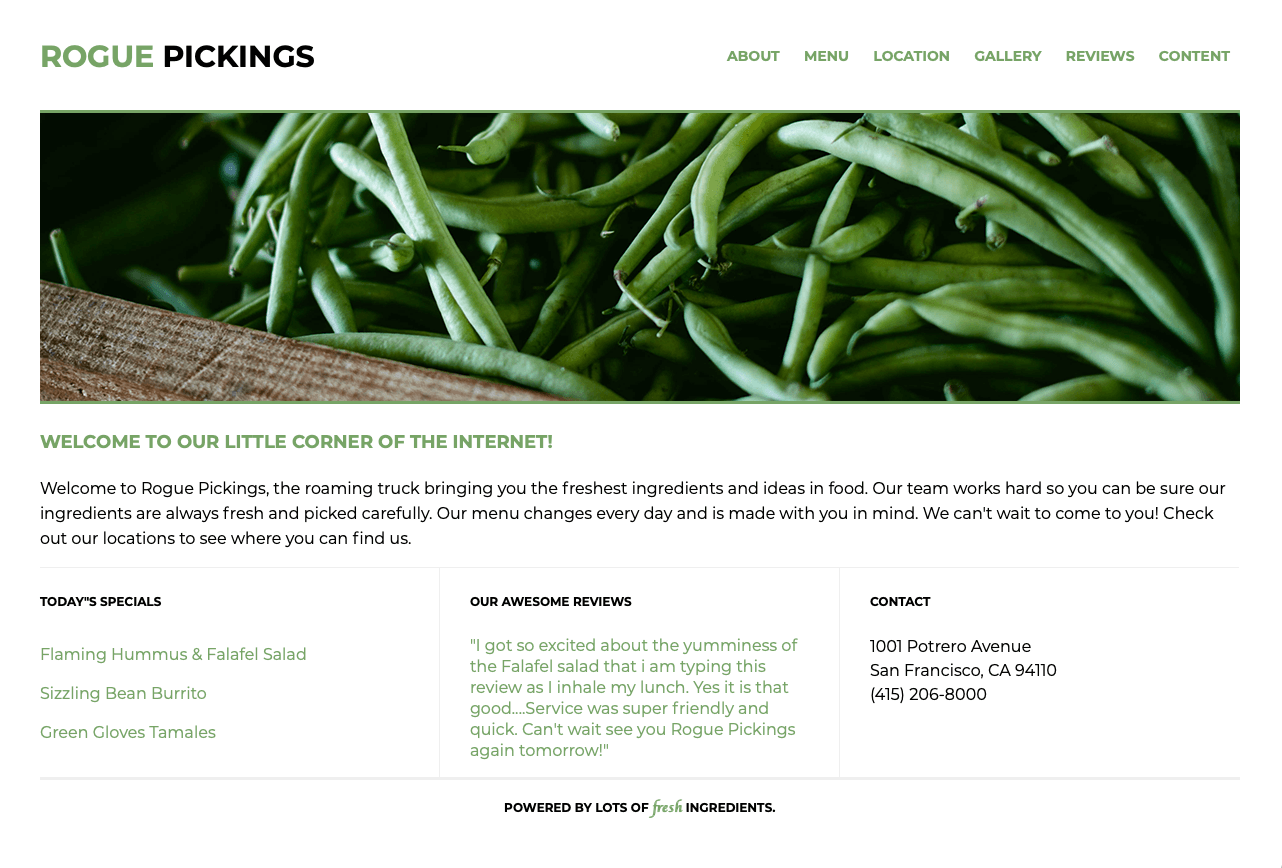 ROGUE PICKINGS
ABOUT MENU LOCATION GALLERY REVIEWS CONTENT
WELCOME TO OUR LITTLE CORNER OF THE INTERNET!
Welcome to Rogue Pickings, the roaming truck bringing you the freshest ingredients and ideas in food. Our team works hard so you can be sure our
ingredients are always fresh and picked carefully. Our menu changes every day and is made with you in mind. We can't wait to come to you! Check
out our locations to see where you can find us.
TODAY"S SPECIALS
Flaming Hummus & Falafel Salad
Sizzling Bean Burrito
Green Gloves Tamales
OUR AWESOME REVIEWS
"I got so excited about the yumminess of
the Falafel salad that i am typing this
review as I inhale my lunch. Yes it is that
good....Service was super friendly and
quick. Can't wait see you Rogue Pickings
again tomorrow!"
CONTACT
1001 Potrero Avenue
San Francisco, CA 94110
(415) 206-8000
POWERED BY LOTS OF fresh INGREDIENTS.